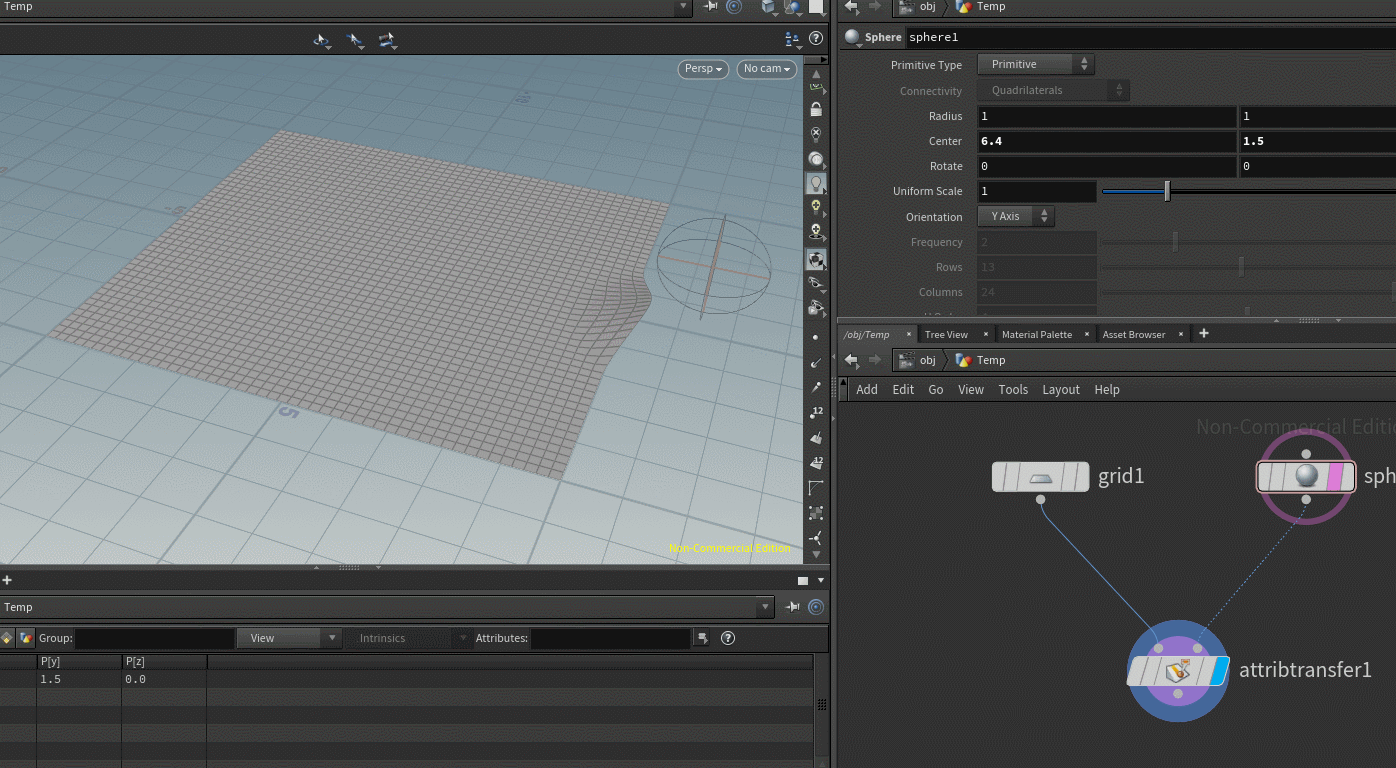 Temp
Persp
No cam
5
12
12
Non-Commercial Edition
Temp
Group:
View
Intrinsics
Attributes:
P[y] P[z]
1.5 0.0
obj Temp
Sphere sphere1
Primitive Type Primitive
Connectivity Quadrilaterals
Radius 1 1
Center 6.4 1.5
Rotate 0 0
Uniform Scale 1
Orientation Y Axis
Frequency 2
Rows 13
Columns 24
/obj/Temp Tree View Material Palette Asset Browser
obj Temp
Add Edit Go View Tools Layout Help
Non-Commercial Editio
grid1
sph
attribtransfer1